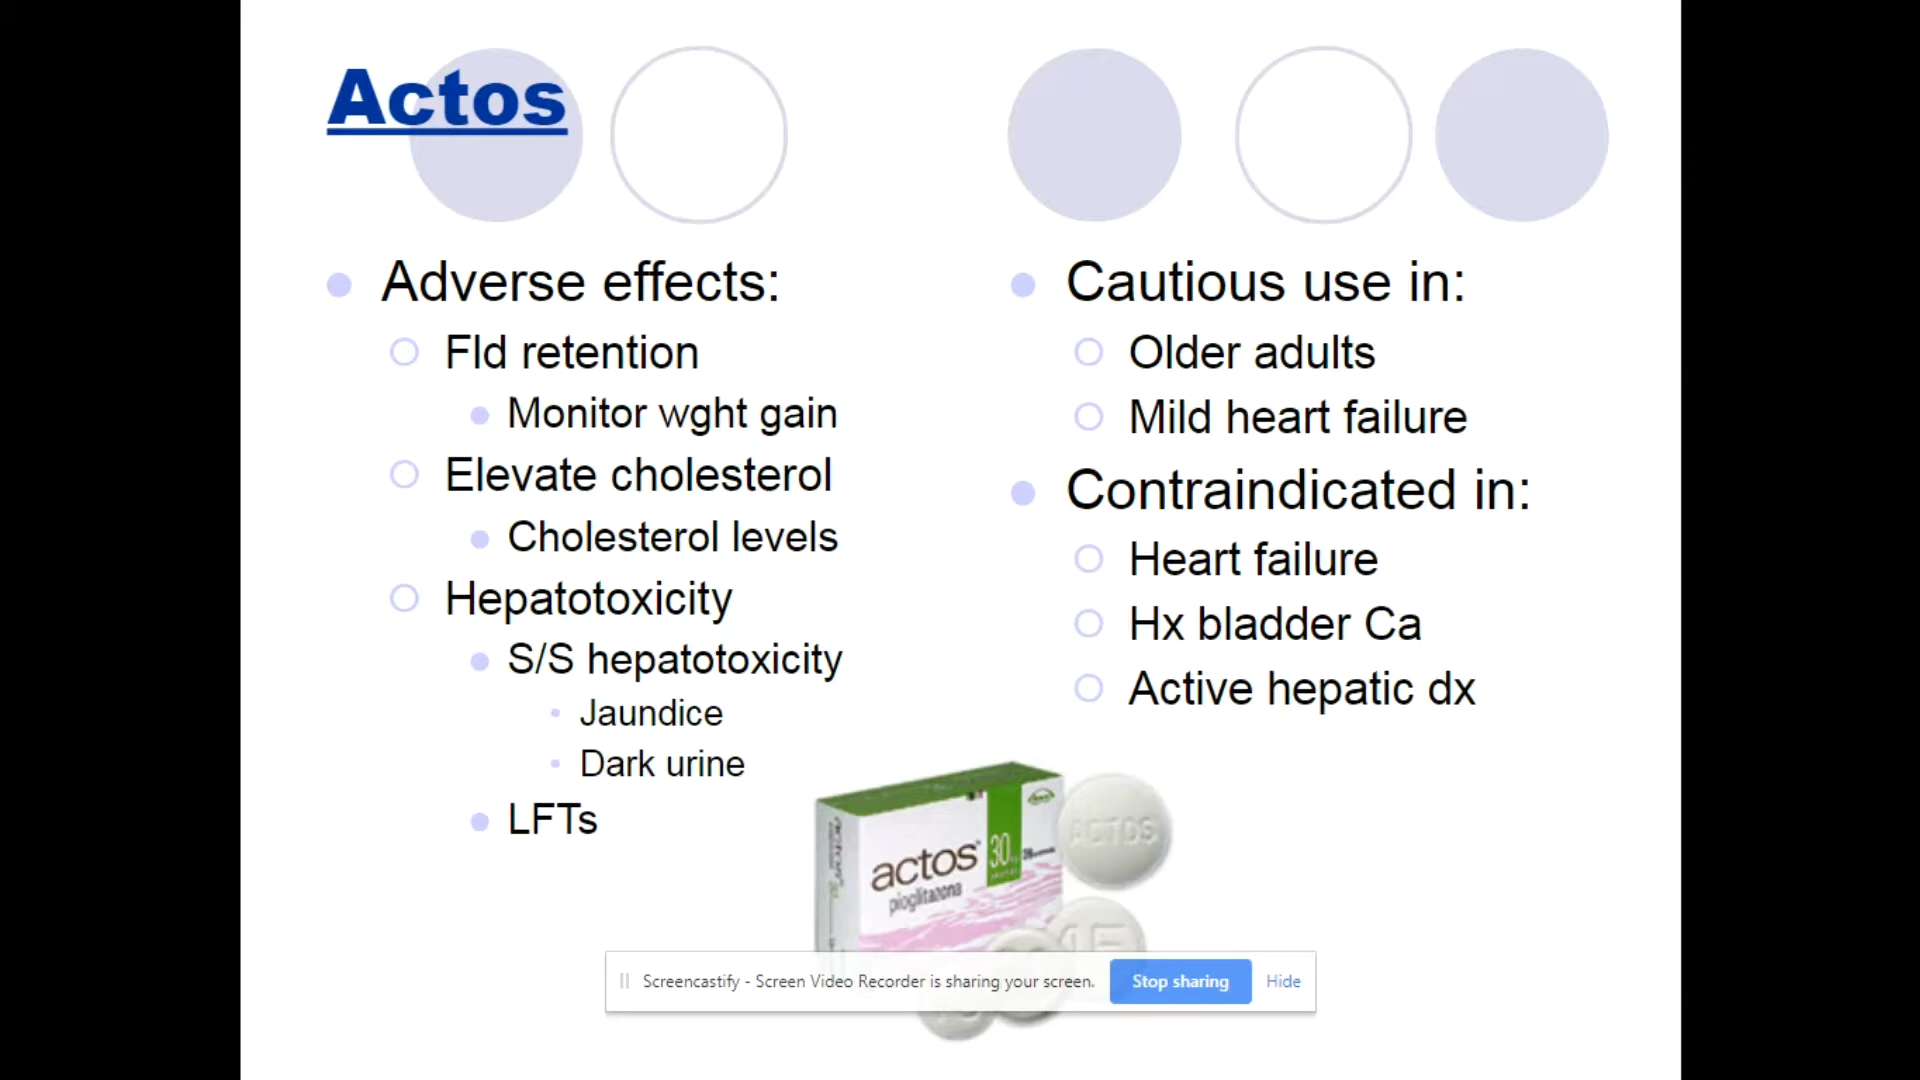 Actos
Adverse effects:
Fld retention
Monitor wght gain
Elevate cholesterol
Cholesterol levels
Hepatotoxicity
S/S hepatotoxicity
Jaundice
Dark urine
LFTs
Cautious use in:
Older adults
Mild heart failure
Contraindicated in:
Heart failure
Hx bladder Ca
Active hepatic dx
actos 30
pioglitazona
ACTOS
15
Screencastify - Screen Video Recorder is sharing your screen.
Stop sharing
Hide